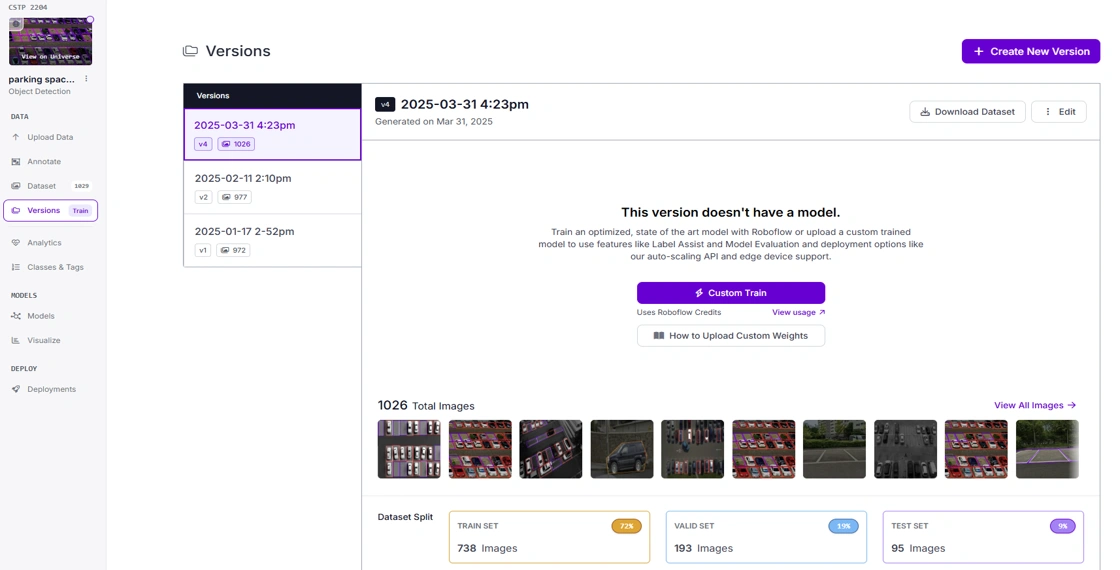 CSTP 2204
View on Universe
parking spac...
Object Detection
DATA
Upload Data
Annotate
Dataset 1029
Versions Train
Analytics
Classes & Tags
MODELS
Models
Visualize
DEPLOY
Deployments
Versions
+ Create New Version
Versions
2025-03-31 4:23pm
v4 1026
2025-02-11 2:10pm
v2 977
2025-01-17 2-52pm
v1 972
v4 2025-03-31 4:23pm
Generated on Mar 31, 2025
Download Dataset
Edit
This version doesn't have a model.
Train an optimized, state of the art model with Roboflow or upload a custom trained
model to use features like Label Assist and Model Evaluation and deployment options like
our auto-scaling API and edge device support.
Custom Train
Uses Roboflow Credits
View usage ↗
How to Upload Custom Weights
1026 Total Images
View All Images →
Dataset Split
TRAIN SET 72%
738 Images
VALID SET 19%
193 Images
TEST SET 9%
95 Images